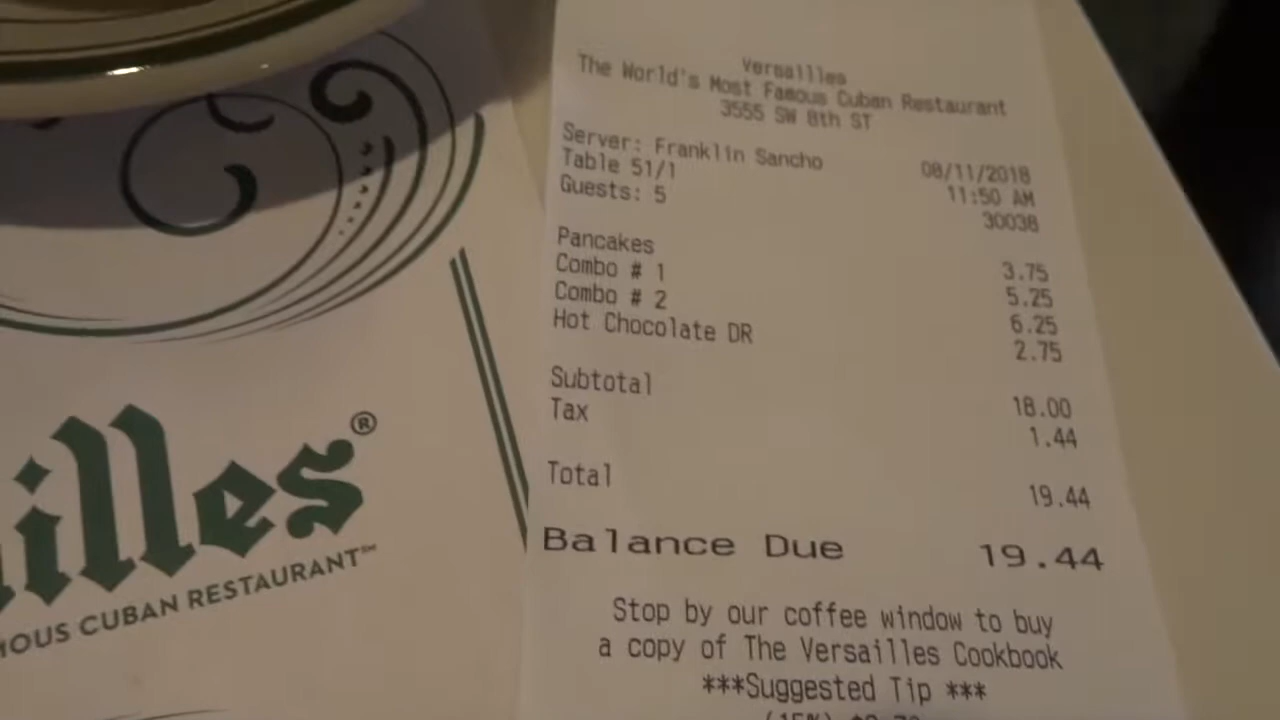 Versailles
The World's Most Famous Cuban Restaurant
3555 SW 8th ST
Server: Franklin Sancho 08/11/2018
Table 51/1 11:50 AM
Guests: 5 30038
Pancakes 3.75
Combo # 1 5.25
Combo # 2 6.25
Hot Chocolate DR 2.75
Subtotal 18.00
Tax 1.44
Total 19.44
Balance Due 19.44
Stop by our coffee window to buy
a copy of The Versailles Cookbook
***Suggested Tip ***
(15%)
illes®
MOUS CUBAN RESTAURANT™